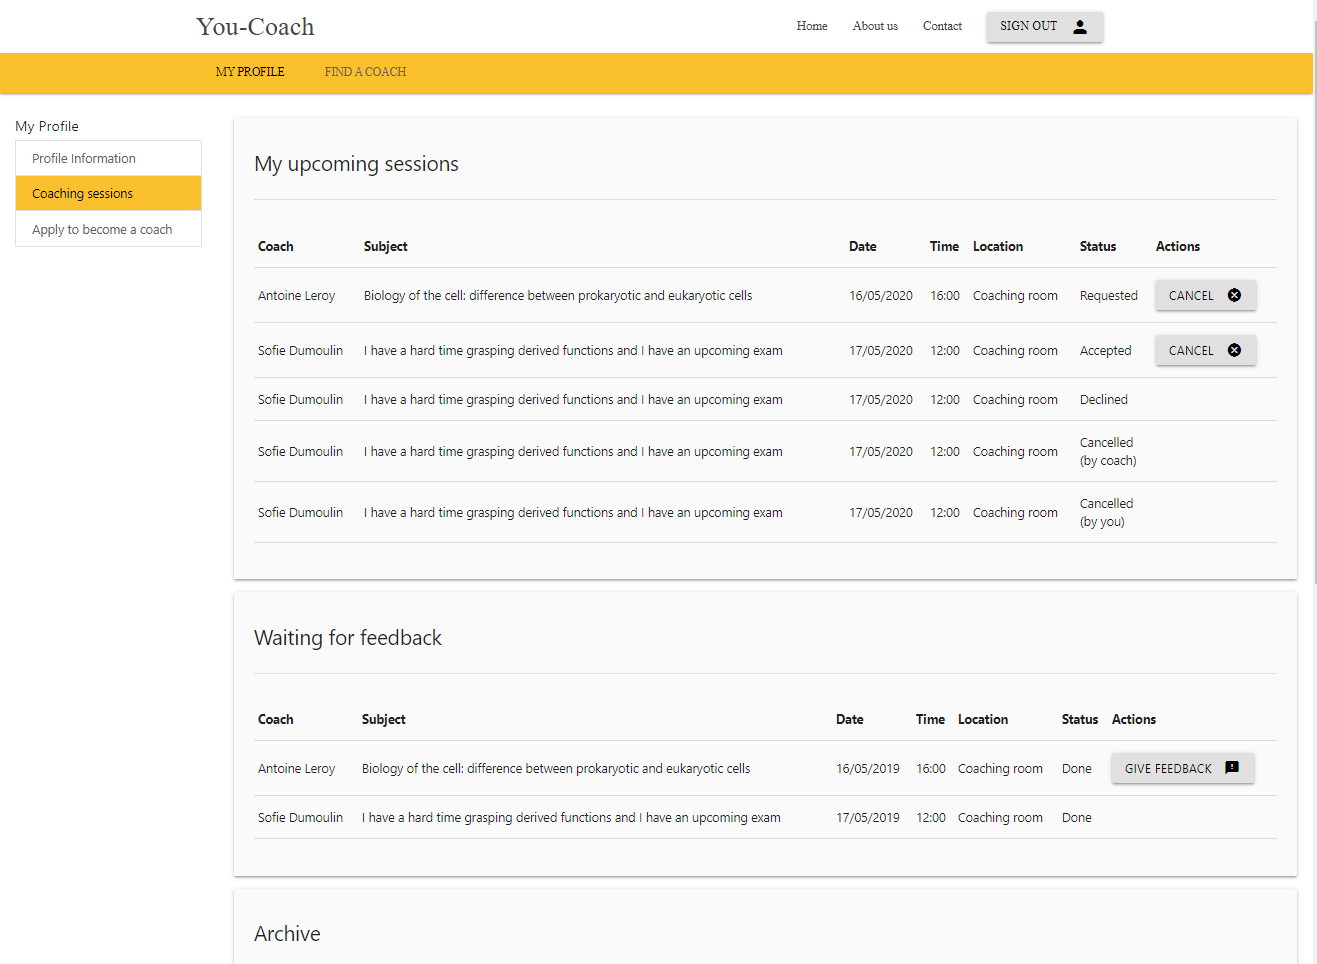 You-Coach
Home About us Contact SIGN OUT
MY PROFILE FIND A COACH
My Profile
Profile Information
Coaching sessions
Apply to become a coach
My upcoming sessions
Coach Subject Date Time Location Status Actions
Antoine Leroy Biology of the cell: difference between prokaryotic and eukaryotic cells 16/05/2020 16:00 Coaching room Requested CANCEL
Sofie Dumoulin I have a hard time grasping derived functions and I have an upcoming exam 17/05/2020 12:00 Coaching room Accepted CANCEL
Sofie Dumoulin I have a hard time grasping derived functions and I have an upcoming exam 17/05/2020 12:00 Coaching room Declined
Sofie Dumoulin I have a hard time grasping derived functions and I have an upcoming exam 17/05/2020 12:00 Coaching room Cancelled
(by coach)
Sofie Dumoulin I have a hard time grasping derived functions and I have an upcoming exam 17/05/2020 12:00 Coaching room Cancelled
(by you)
Waiting for feedback
Coach Subject Date Time Location Status Actions
Antoine Leroy Biology of the cell: difference between prokaryotic and eukaryotic cells 16/05/2019 16:00 Coaching room Done GIVE FEEDBACK
Sofie Dumoulin I have a hard time grasping derived functions and I have an upcoming exam 17/05/2019 12:00 Coaching room Done
Archive